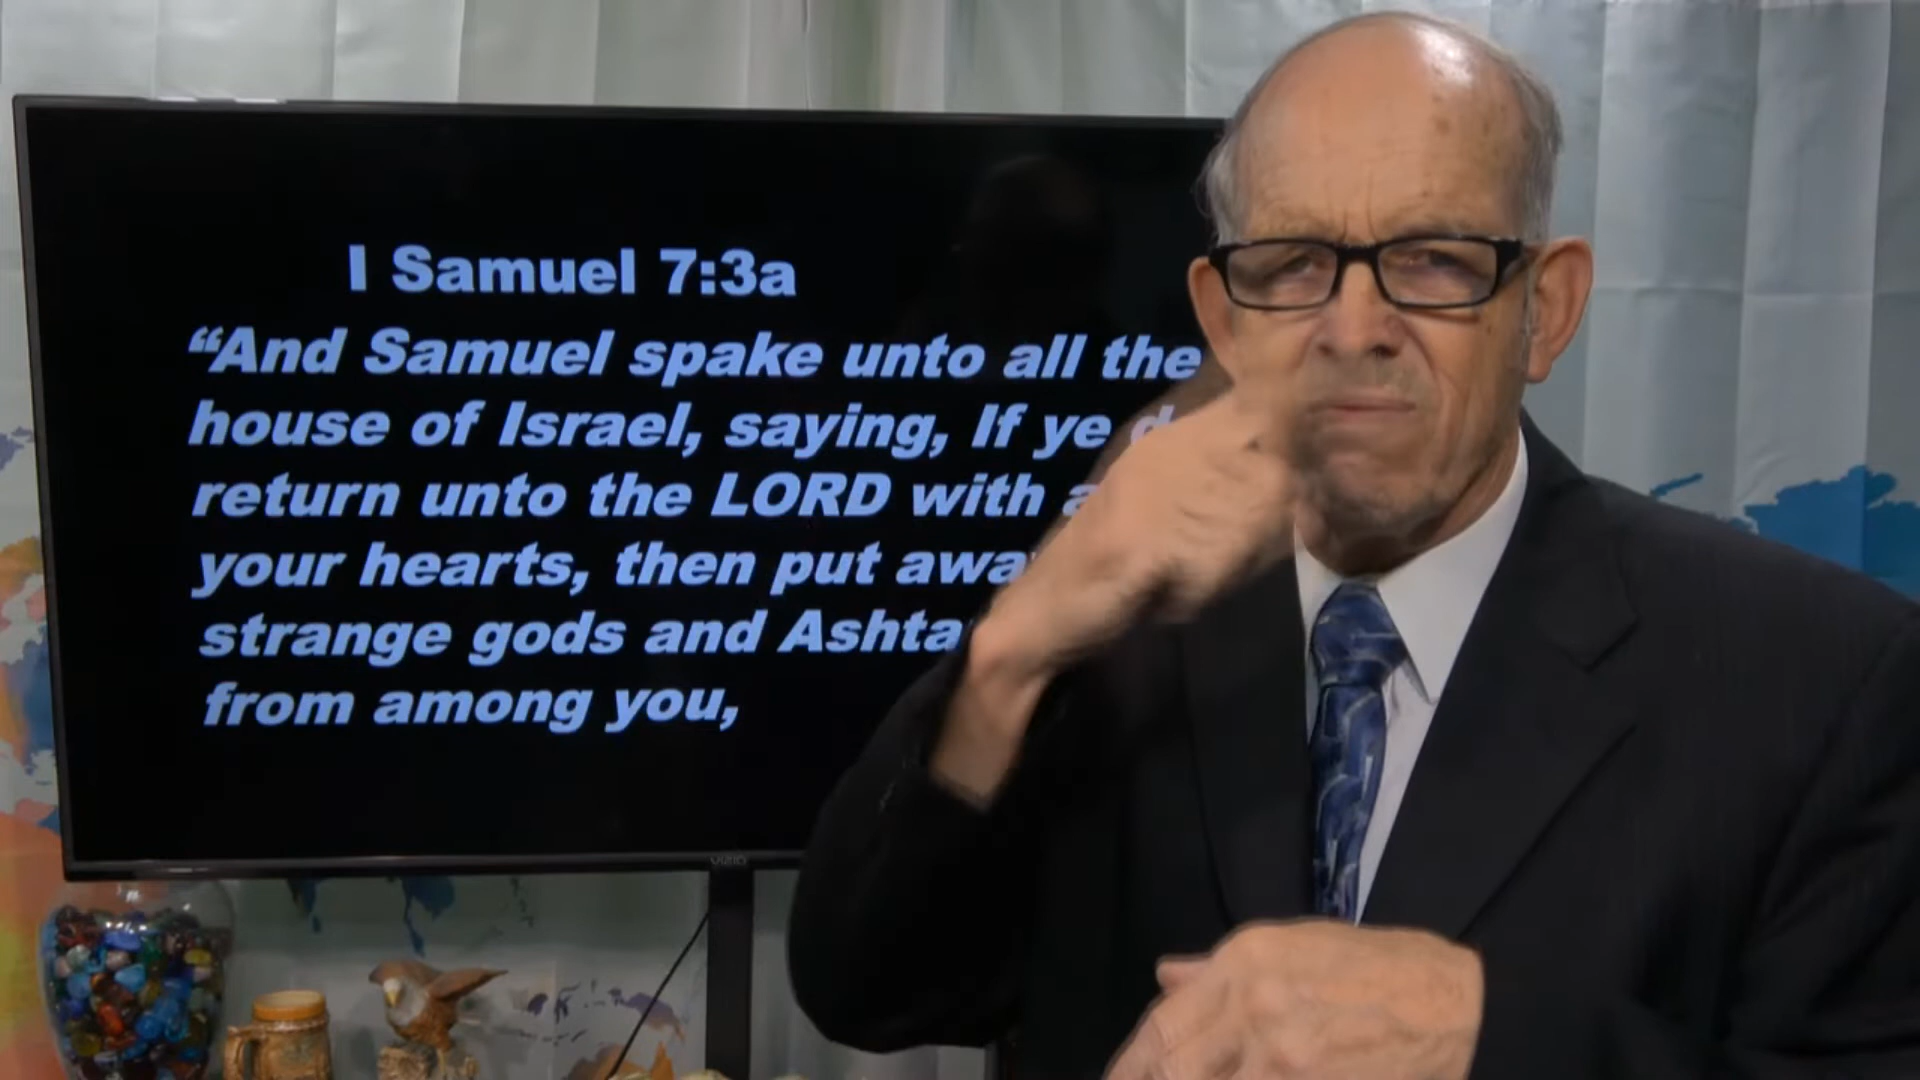 I Samuel 7:3a
“And Samuel spake unto all the
house of Israel, saying, If ye
return unto the LORD with
your hearts, then put
strange gods and
from among you,
VIZIO